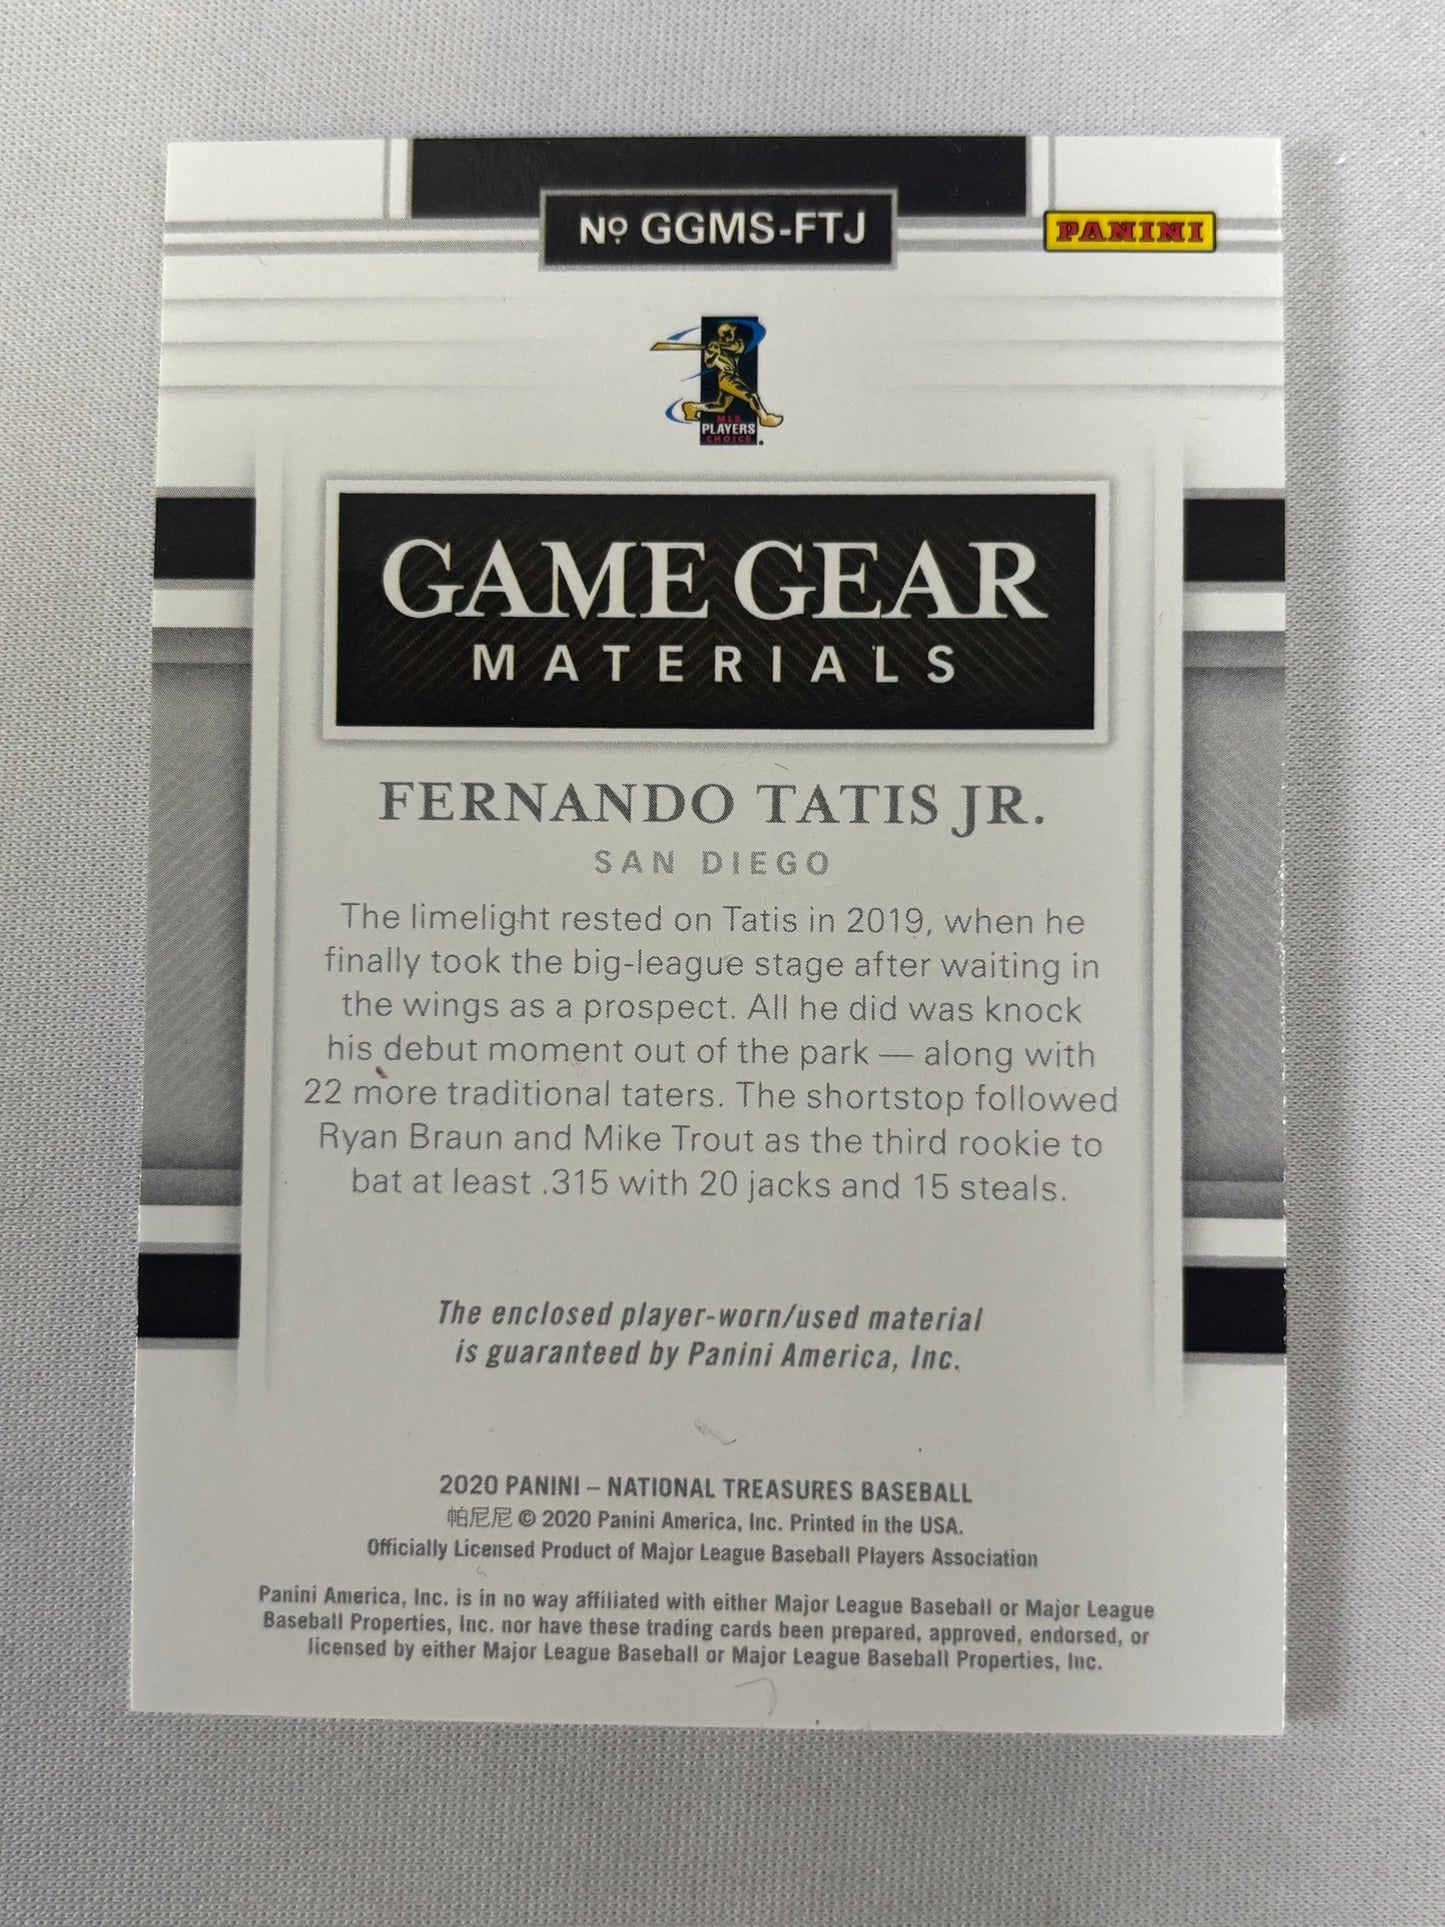 Nº GGMS-FTJ
PANINI
MLB
PLAYERS
CHOICE
GAME GEAR
MATERIALS
FERNANDO TATIS JR.
SAN DIEGO
The limelight rested on Tatis in 2019, when he
finally took the big-league stage after waiting in
the wings as a prospect. All he did was knock
his debut moment out of the park — along with
22 more traditional taters. The shortstop followed
Ryan Braun and Mike Trout as the third rookie to
bat at least .315 with 20 jacks and 15 steals.
The enclosed player-worn/used material
is guaranteed by Panini America, Inc.
2020 PANINI – NATIONAL TREASURES BASEBALL
帕尼尼 © 2020 Panini America, Inc. Printed in the USA.
Officially Licensed Product of Major League Baseball Players Association
Panini America, Inc. is in no way affiliated with either Major League Baseball or Major League
Baseball Properties, Inc. nor have these trading cards been prepared, approved, endorsed, or
licensed by either Major League Baseball or Major League Baseball Properties, Inc.